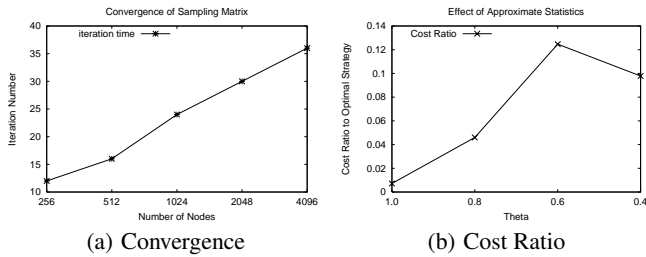 Convergence of Sampling Matrix
iteration time
Iteration Number
40
35
30
25
20
15
10
256 512 1024 2048 4096
Number of Nodes
(a) Convergence
Effect of Approximate Statistics
Cost Ratio
Cost Ratio to Optimal Strategy
0.14
0.12
0.1
0.08
0.06
0.04
0.02
0
1.0 0.8 0.6 0.4
Theta
(b) Cost Ratio